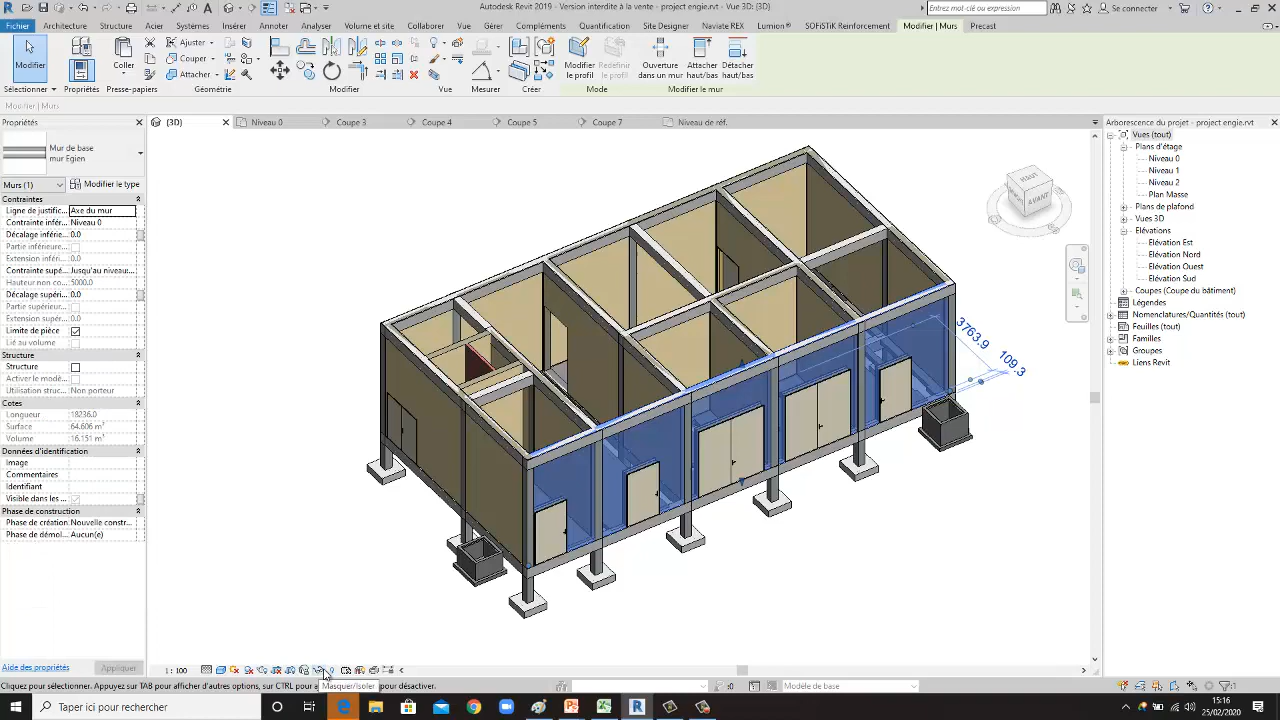 Autodesk Revit 2019 - Version interdite à la vente - project engie.rvt - Vue 3D: {3D}
Entrez mot-clé ou expression
Se connecter
Fichier Architecture Structure Acier Systèmes Insérer Annoter Analyser Volume et site Collaborer Vue Gérer Compléments Quantification Site Designer Naviste REX Lumion® SOFiSTiK Reinforcement Modifier | Murs Precast
Modifier
Propriétés
Coller
Ajuster
Couper
Attacher
Modifier le profil
Redéfinir le profil
Ouverture dans un mur
Attacher haut/bas
Détacher haut/bas
Sélectionner Propriétés Presse-papiers Géométrie Modifier Vue Mesurer Créer Mode Modifier le mur
Modifier | Murs
Propriétés
{3D}
Niveau 0
Coupe 3
Coupe 4
Coupe 5
Coupe 7
Niveau de réf.
Arborescence du projet - project engie.rvt
Mur de base
mur Egien
Murs (1)
Modifier le type
Contraintes
Ligne de justific... Axe du mur
Contrainte infér... Niveau 0
Décalage inférie... 0.0
Partie inférieure...
Extension infér... 0.0
Contrainte supé... Jusqu'au niveau:...
Hauteur non co... 5000.0
Décalage supér... 0.0
Partie supérieur...
Extension supér... 0.0
Limite de pièce
Lié au volume
Structure
Structure
Activer le modè...
Utilisation struc... Non porteur
Cotes
Longueur 18236.0
Surface 64.606 m²
Volume 16.151 m³
Données d'identification
Image
Commentaires
Identifiant
Visible dans les ...
Phase de construction
Phase de création Nouvelle constr...
Phase de démol... Aucun(e)
Aide des propriétés
Appliquer
HAUT
AVANT
3763.9
109.3
Vues (tout)
Plans d'étage
Niveau 0
Niveau 1
Niveau 2
Plan Masse
Plans de plafond
Vues 3D
Elévations
Elévation Est
Elévation Nord
Elévation Ouest
Elévation Sud
Coupes (Coupe du bâtiment)
Légendes
Nomenclatures/Quantités (tout)
Feuilles (tout)
Familles
Groupes
Liens Revit
1 : 100
Masquer/Isoler
Cliquez pour sélectionner. Appuyez sur TAB pour afficher d'autres options, sur CTRL po
pour désactiver.
:0
Modèle de base
:1
Taper ici pour rechercher
15:16
25/02/2020